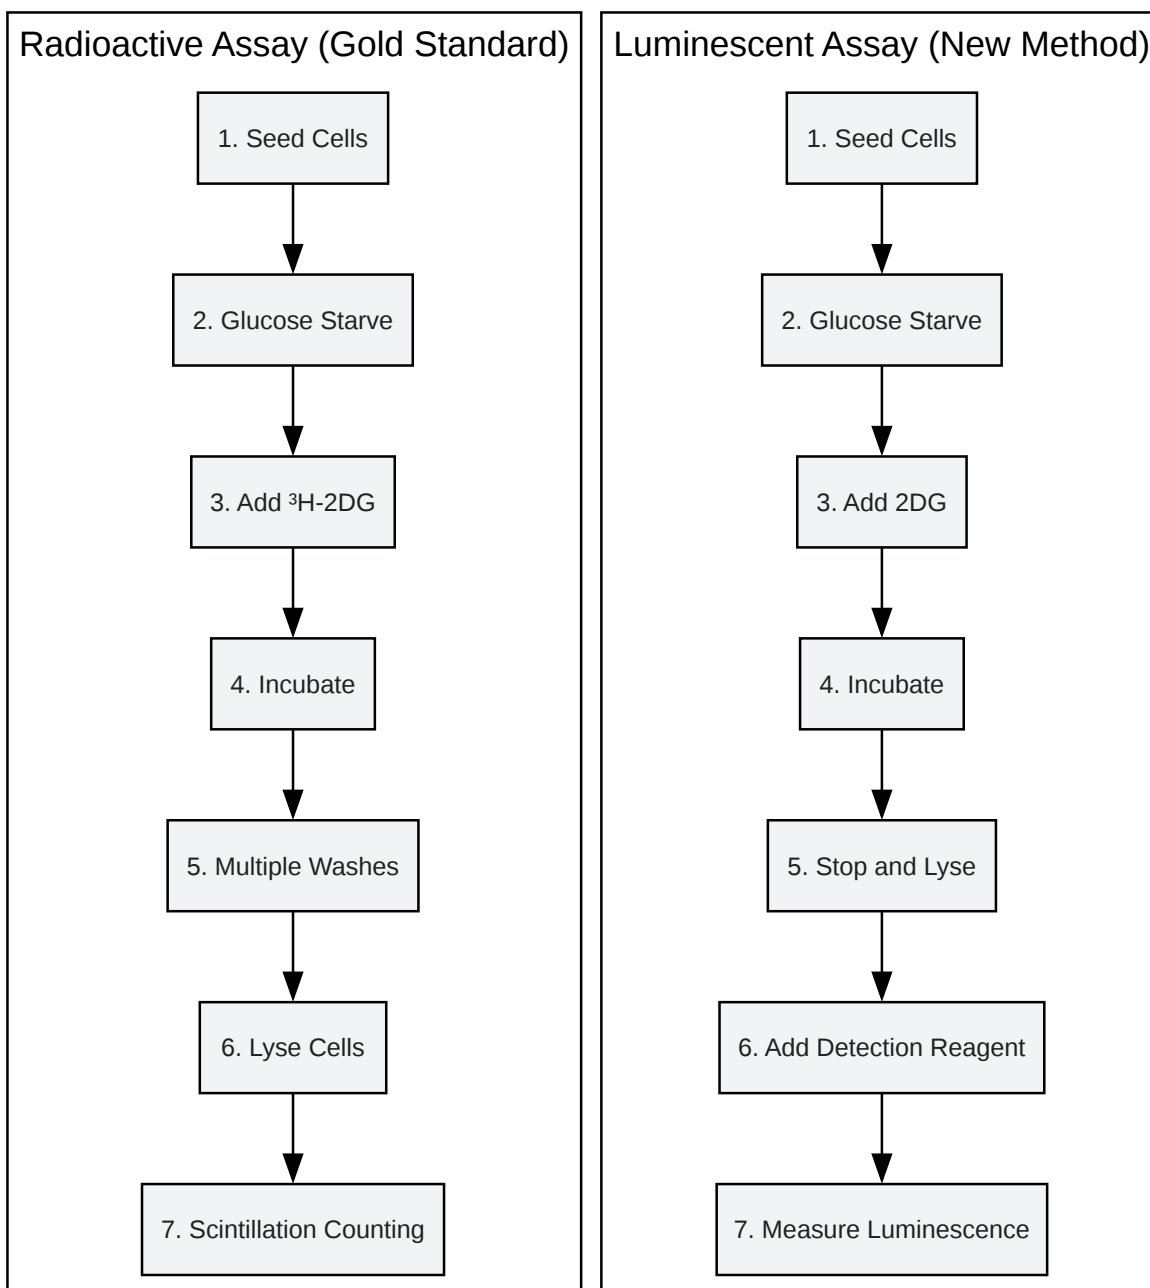 Radioactive Assay (Gold Standard)
1. Seed Cells
2. Glucose Starve
3. Add ³H-2DG
4. Incubate
5. Multiple Washes
6. Lyse Cells
7. Scintillation Counting
Luminescent Assay (New Method)
1. Seed Cells
2. Glucose Starve
3. Add 2DG
4. Incubate
5. Stop and Lyse
6. Add Detection Reagent
7. Measure Luminescence